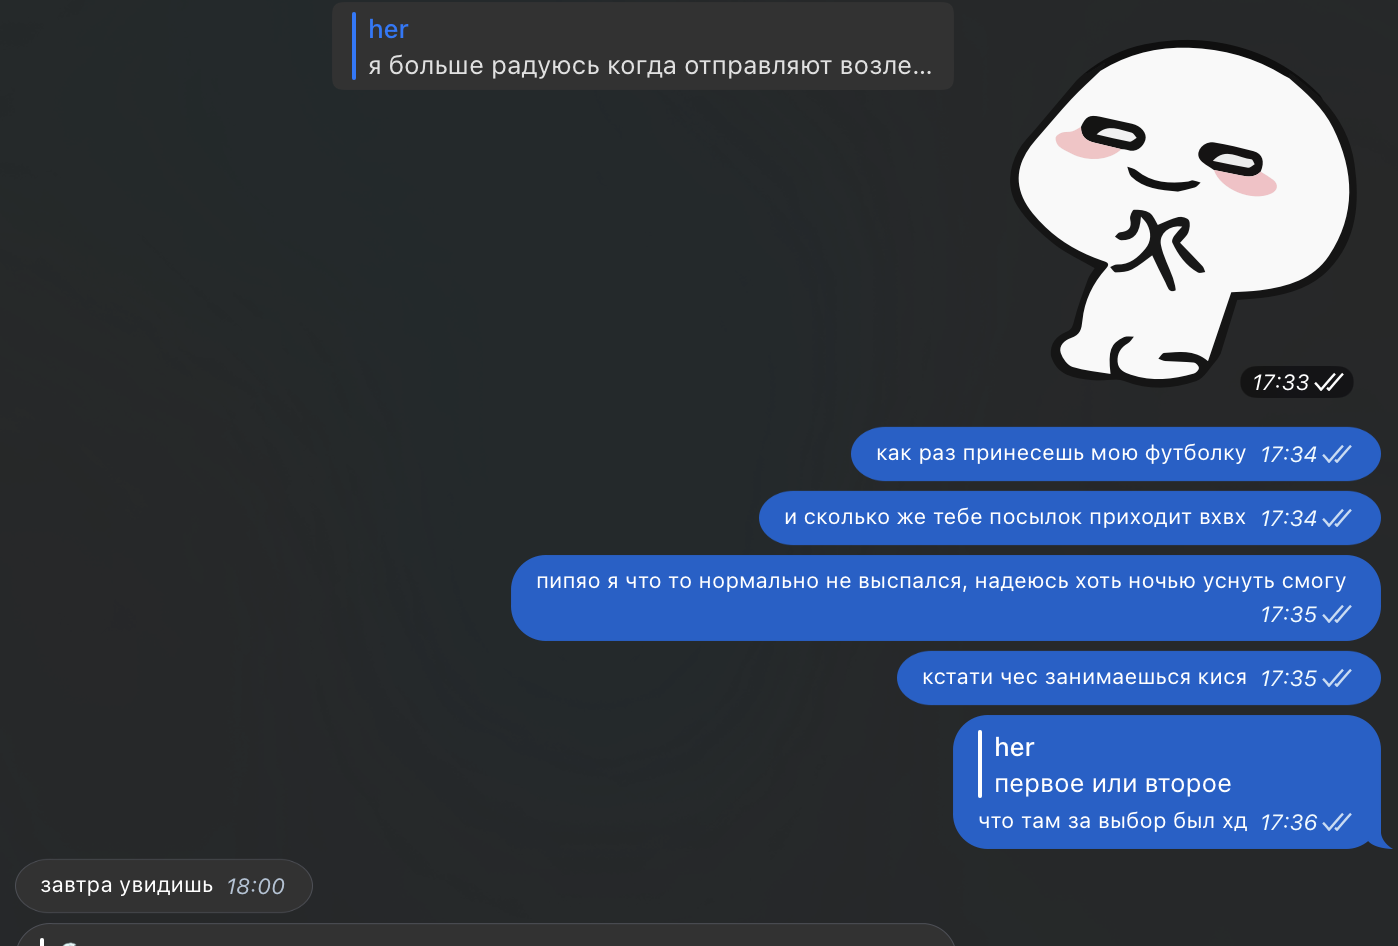 her
я больше радуюсь когда отправляют возле...
17:33
как раз принесешь мою футболку 17:34
и сколько же тебе посылок приходит вхвх 17:34
пипяо я что то нормально не выспался, надеюсь хоть ночью уснуть смогу
17:35
кстати чес занимаешься кися 17:35
her
первое или второе
что там за выбор был хд 17:36
завтра увидишь 18:00